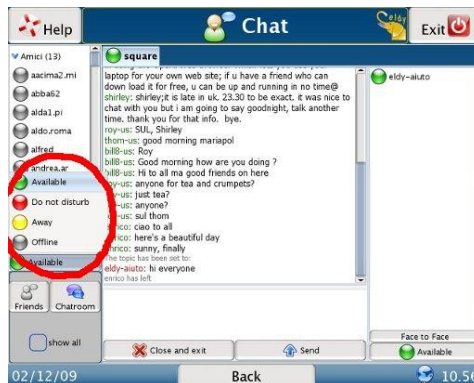 Help
Chat
eldy
Exit
Amici (13)
aacima2.mi
abba62
alda1.pi
aldo.roma
alfred
andrea.ar
Available
Do not disturb
Away
Offline
Available
Friends
Chatroom
show all
square
laptop for your own web site; if u have a friend who can
down load it for free, u can be up and running in no time@
shirley: shirley;it is late in uk. 23.30 to be exact. it was nice to
chat with you but i am going to say goodnight, talk another
time. thank you for that info. bye.
roy-us: SUL, Shirley
thom-us: good morning mariapol
bill8-us: Roy
bill8-us: Good morning how are you doing ?
bill8-us: Hi to all ma good friends on here
-us: anyone for tea and crumpets?
-us: just tea?
-us: anyone?
-us: sul thom
enrico: ciao to all
enrico: here's a beautiful day
enrico: sunny, finally
The topic has been set to:
eldy-aiuto: hi everyone
enrico has left
Close and exit
Send
eldy-aiuto
Face to Face
Available
02/12/09
Back